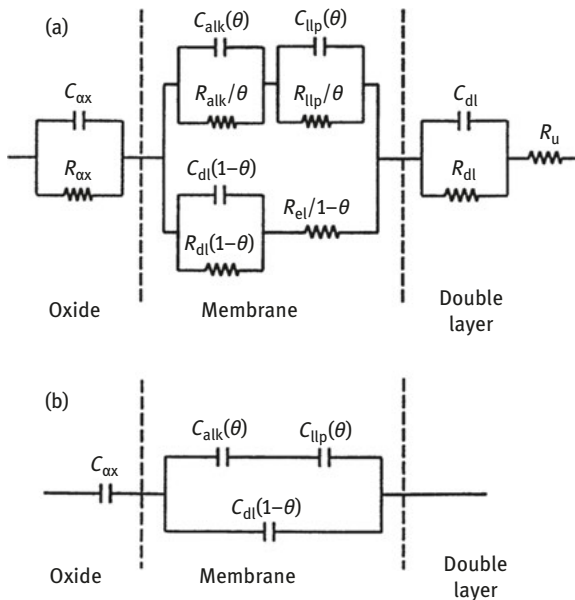 (a)
C_alk(θ) C_llp(θ)
C_αx R_alk/θ R_llp/θ C_dl
R_u
R_αx C_dl(1−θ) R_dl
R_el/1−θ
R_dl(1−θ)
Oxide Membrane Double
layer
(b)
C_alk(θ) C_llp(θ)
C_αx
C_dl(1−θ)
Oxide Membrane Double
layer